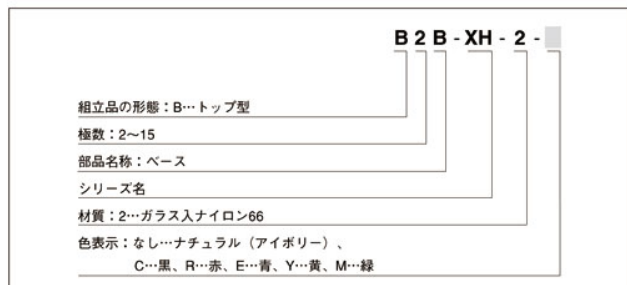 B 2 B - XH - 2 -
組立品の形態：B…トップ型
極数：2〜15
部品名称：ベース
シリーズ名
材質：2…ガラス入ナイロン66
色表示：なし…ナチュラル（アイボリー）、
C…黒、R…赤、E…青、Y…黄、M…緑